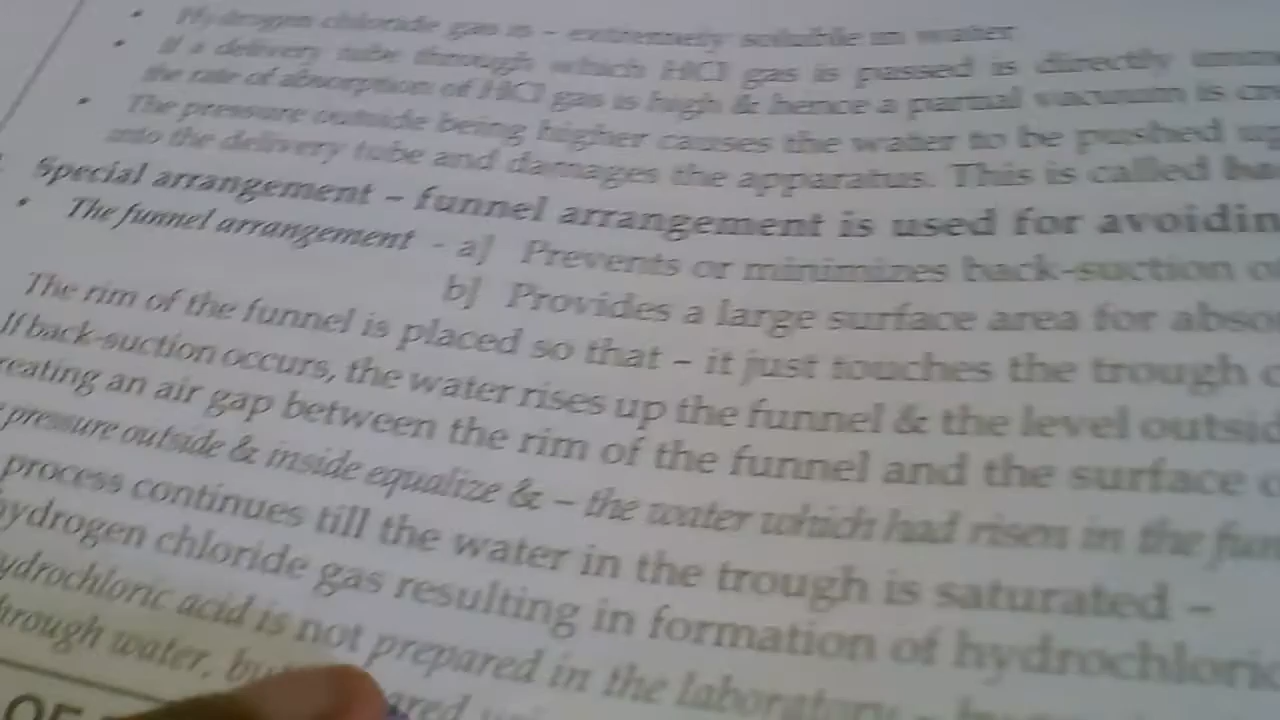 • Hydrogen chloride gas is – extremely soluble in water
• If a delivery tube through which HCl gas is passed is directly
the rate of absorption of HCl gas is high & hence a partial vacuum is
• The pressure outside being higher causes the water to be pushed up
into the delivery tube and damages the apparatus. This is called
Special arrangement – funnel arrangement is used for avoidin
• The funnel arrangement - a] Prevents or minimizes back-suction
b] Provides a large surface area for abso
The rim of the funnel is placed so that – it just touches the trough
If back-suction occurs, the water rises up the funnel & the level outsid
reating an air gap between the rim of the funnel and the surface
pressure outside & inside equalize & – the water which had risen in the fun
process continues till the water in the trough is saturated –
hydrogen chloride gas resulting in formation of hydrochloric
ydrochloric acid is not prepared in the laboratory –
through water, but
OF